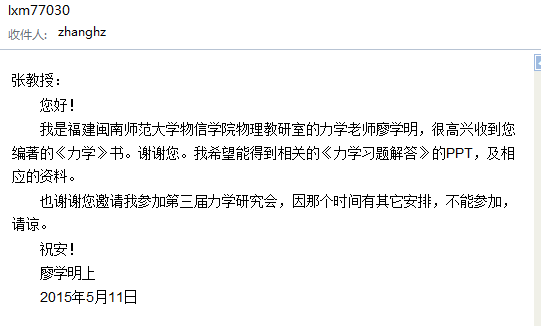 lxm77030
收件人: zhanghz
张教授：
您好！
我是福建闽南师范大学物信学院物理教研室的力学老师廖学明，很高兴收到您
编著的《力学》书。谢谢您。我希望能得到相关的《力学习题解答》的PPT，及相
应的资料。
也谢谢您邀请我参加第三届力学研究会，因那个时间有其它安排，不能参加，
请谅。
祝安！
廖学明上
2015年5月11日